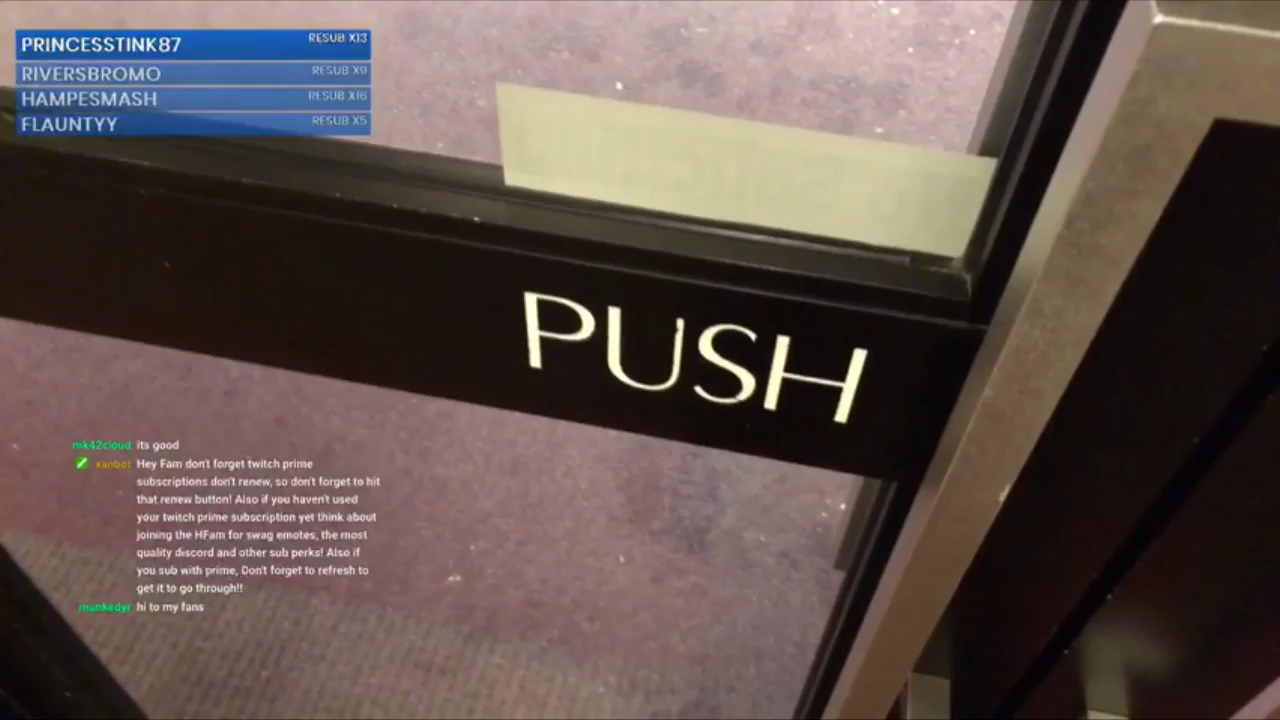 PRINCESSTINK87 RESUB X13
RIVERSBROMO RESUB X9
HAMPESMASH RESUB X16
FLAUNTYY RESUB X5
PUSH
mk42cloud its good
xanbot Hey Fam don't forget twitch prime
subscriptions don't renew, so don't forget to hit
that renew button! Also if you haven't used
your twitch prime subscription yet think about
joining the HFam for swag emotes, the most
quality discord and other sub perks! Also if
you sub with prime, Don't forget to refresh to
get it to go through!!
munkedyr hi to my fans